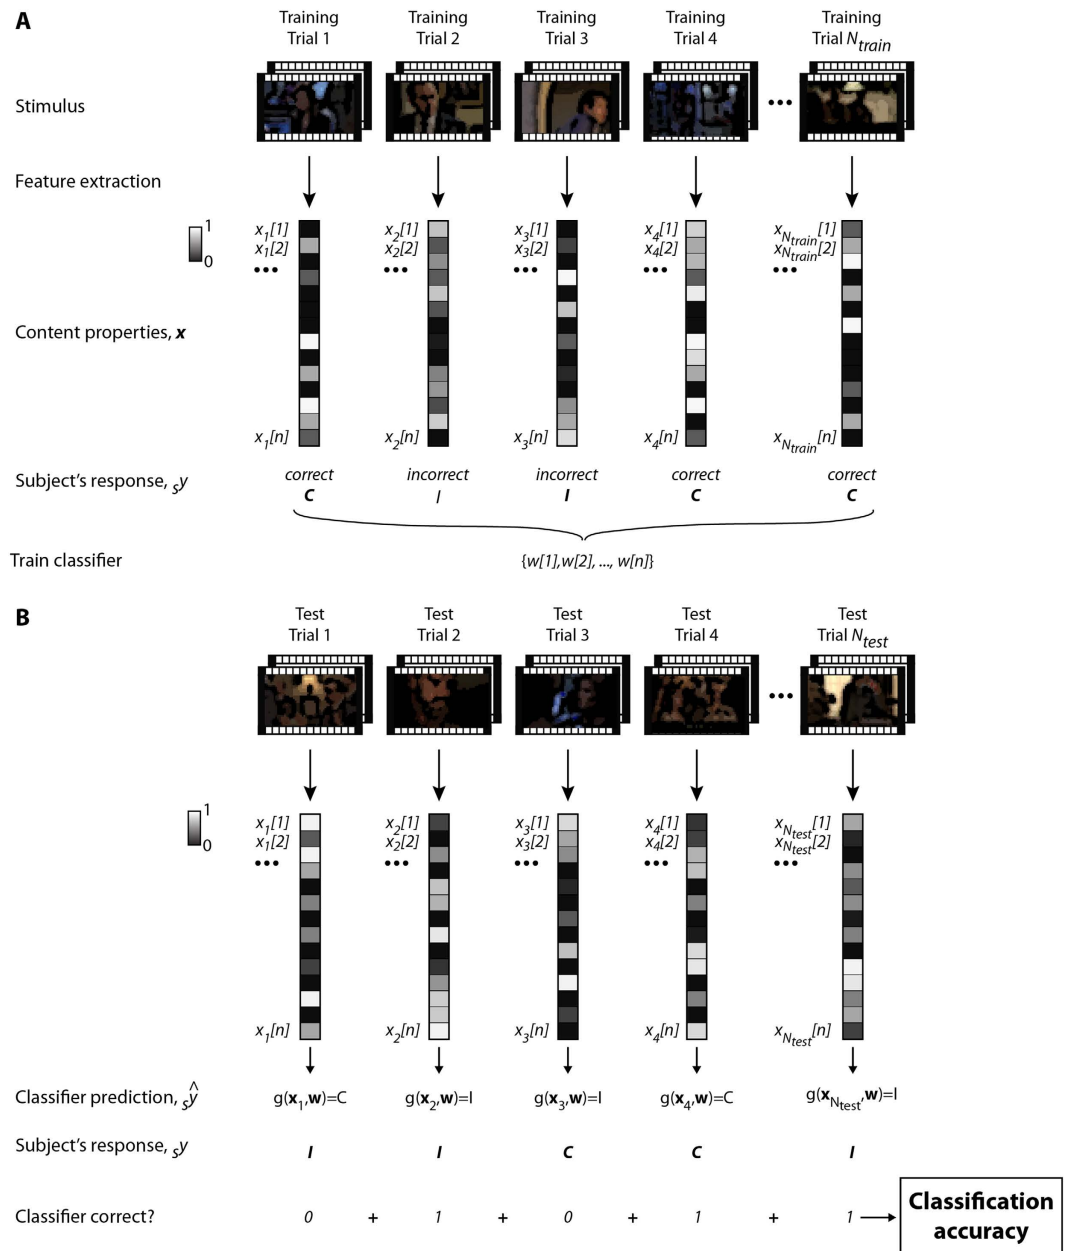 A
Training Trial 1
Training Trial 2
Training Trial 3
Training Trial 4
Training Trial N_train
Stimulus
•••
Feature extraction
1
0
x_1[1] x_2[1] x_3[1] x_4[1] x_N_train[1]
x_1[2] x_2[2] x_3[2] x_4[2] x_N_train[2]
••• ••• ••• ••• •••
Content properties, x
x_1[n] x_2[n] x_3[n] x_4[n] x_N_train[n]
correct incorrect incorrect correct correct
Subject's response, _sy
C I I C C
Train classifier {w[1],w[2], ..., w[n]}
B
Test Trial 1
Test Trial 2
Test Trial 3
Test Trial 4
Test Trial N_test
•••
1
0
x_1[1] x_2[1] x_3[1] x_4[1] x_N_test[1]
x_1[2] x_2[2] x_3[2] x_4[2] x_N_test[2]
••• ••• ••• ••• •••
x_1[n] x_2[n] x_3[n] x_4[n] x_N_test[n]
Classifier prediction, _sŷ g(x_1,w)=C g(x_2,w)=I g(x_3,w)=I g(x_4,w)=C g(x_N_test,w)=I
Subject's response, _sy I I C C I
Classifier correct? 0 + 1 + 0 + 1 + 1
Classification
accuracy